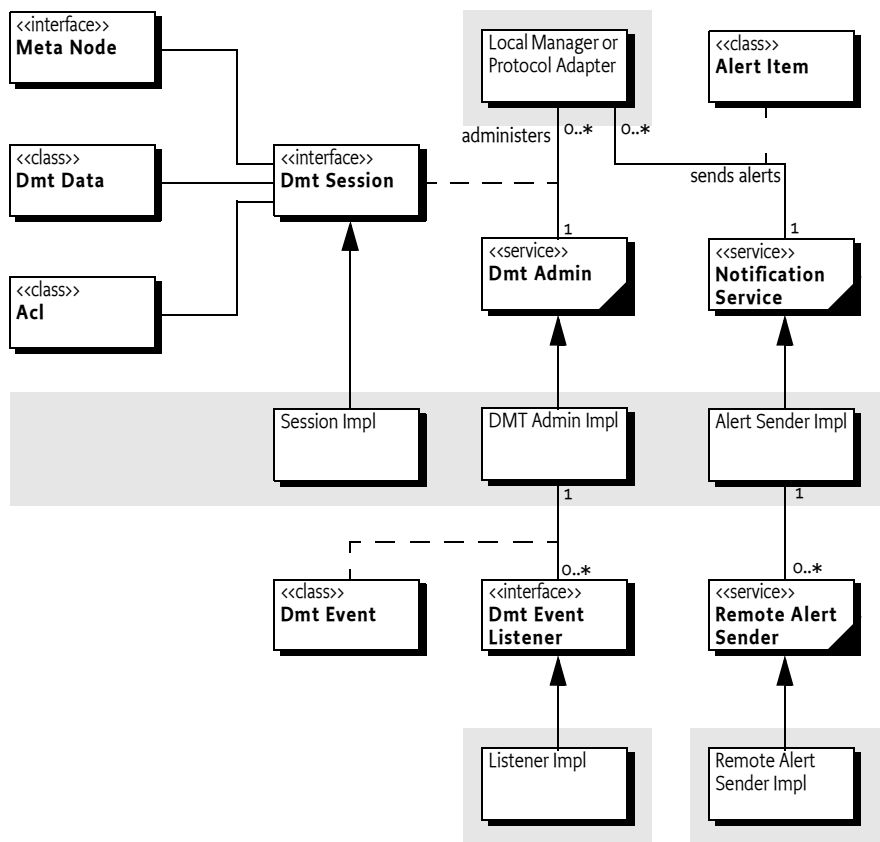 <<interface>>
Meta Node
Local Manager or
Protocol Adapter
<<class>>
Alert Item
administers
0..*
0..*
<<class>>
Dmt Data
<<interface>>
Dmt Session
sends alerts
1
1
<<class>>
Acl
<<service>>
Dmt Admin
<<service>>
Notification
Service
Session Impl
DMT Admin Impl
Alert Sender Impl
1
1
0..*
0..*
<<class>>
Dmt Event
<<interface>>
Dmt Event
Listener
<<service>>
Remote Alert
Sender
Listener Impl
Remote Alert
Sender Impl